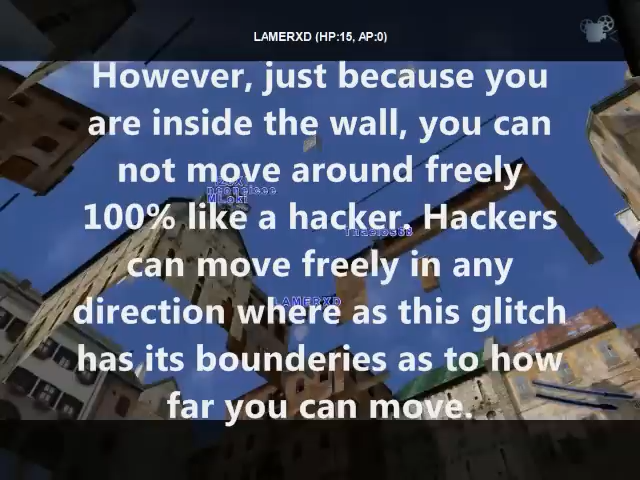 LAMERXD (HP:15, AP:0)
However, just because you
are inside the wall, you can
not move around freely
100% like a hacker. Hackers
can move freely in any
direction where as this glitch
has its bounderies as to how
far you can move.
LAMERXD